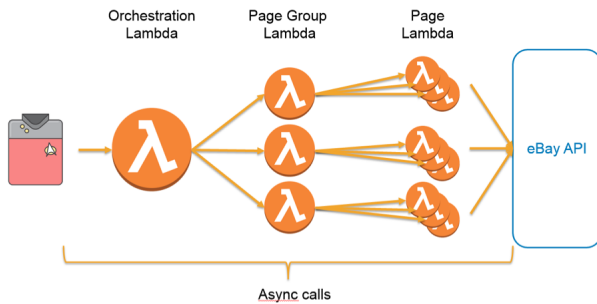 Orchestration
Lambda
Page Group
Lambda
Page
Lambda
eBay API
Async calls